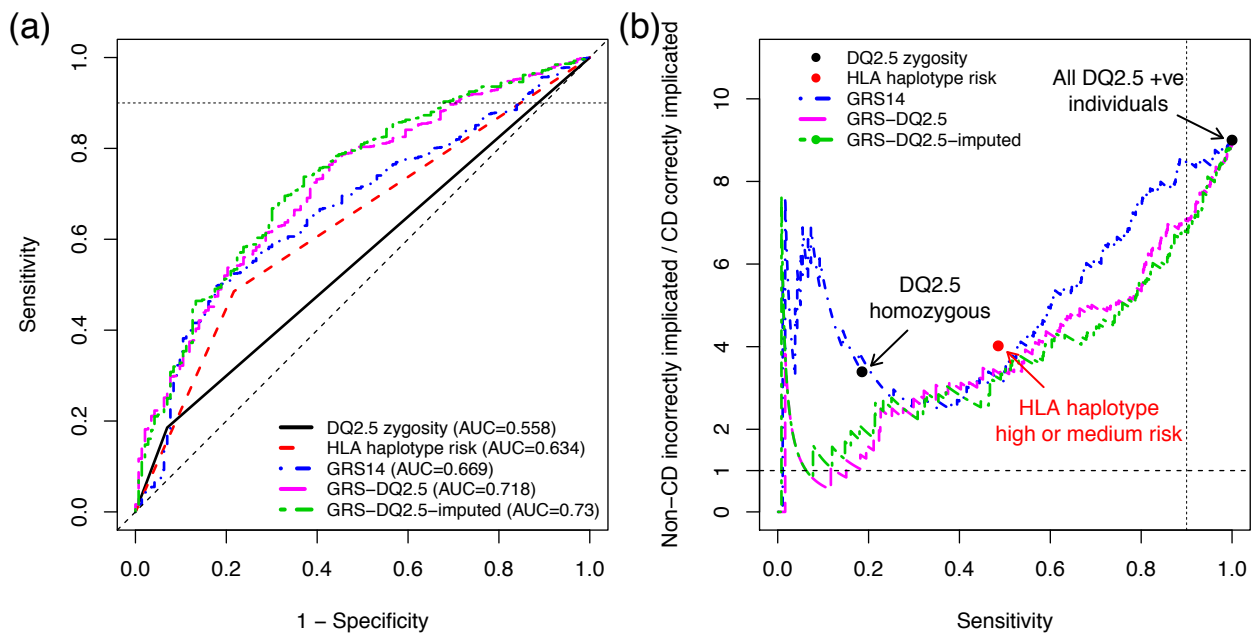 (a)
Sensitivity
1.0
0.8
0.6
0.4
0.2
0.0
DQ2.5 zygosity (AUC=0.558)
HLA haplotype risk (AUC=0.634)
GRS14 (AUC=0.669)
GRS−DQ2.5 (AUC=0.718)
GRS−DQ2.5−imputed (AUC=0.73)
0.0 0.2 0.4 0.6 0.8 1.0
1 − Specificity
(b)
Non−CD incorrectly implicated / CD correctly implicated
10
8
6
4
2
1
0
DQ2.5 zygosity
HLA haplotype risk
GRS14
GRS−DQ2.5
GRS−DQ2.5−imputed
All DQ2.5 +ve
individuals
DQ2.5
homozygous
HLA haplotype
high or medium risk
0.0 0.2 0.4 0.6 0.8 1.0
Sensitivity